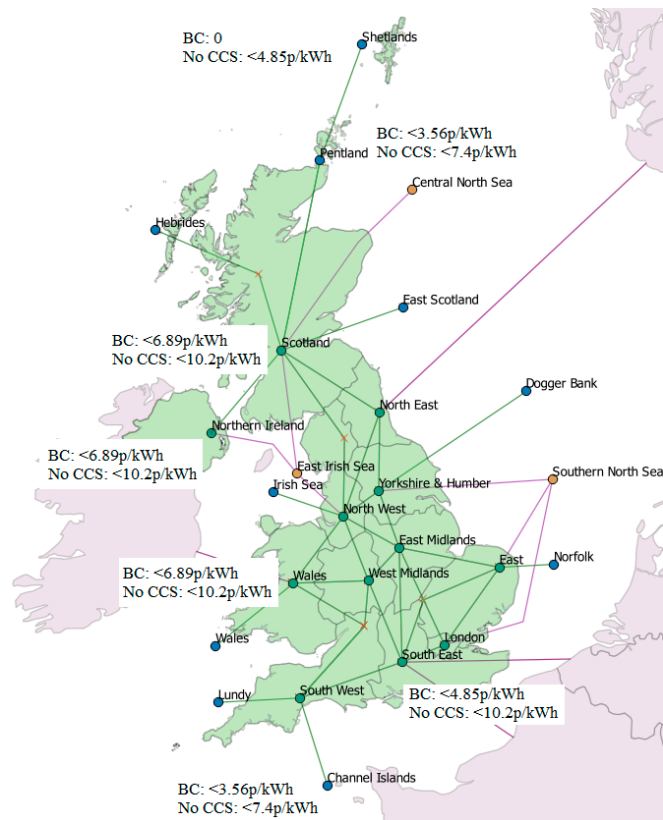 BC: 0
No CCS: <4.85p/kWh
Shetlands
BC: <3.56p/kWh
No CCS: <7.4p/kWh
Pentland
Central North Sea
Hebrides
East Scotland
BC: <6.89p/kWh
No CCS: <10.2p/kWh
Scotland
Dogger Bank
North East
Northern Ireland
BC: <6.89p/kWh
No CCS: <10.2p/kWh
East Irish Sea
Irish Sea
Yorkshire & Humber
Southern North Sea
North West
East Midlands
BC: <6.89p/kWh
No CCS: <10.2p/kWh
Wales
West Midlands
East
Norfolk
Wales
London
South East
BC: <4.85p/kWh
No CCS: <10.2p/kWh
Lundy
South West
Channel Islands
BC: <3.56p/kWh
No CCS: <7.4p/kWh